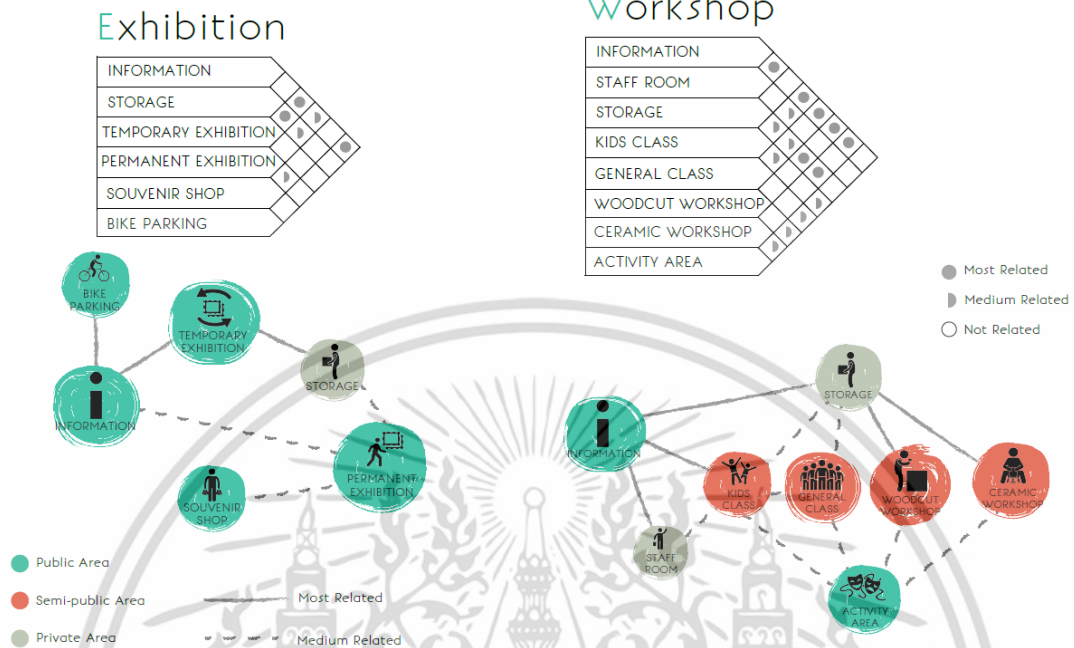 Exhibition
INFORMATION
STORAGE
TEMPORARY EXHIBITION
PERMANENT EXHIBITION
SOUVENIR SHOP
BIKE PARKING
Workshop
INFORMATION
STAFF ROOM
STORAGE
KIDS CLASS
GENERAL CLASS
WOODCUT WORKSHOP
CERAMIC WORKSHOP
ACTIVITY AREA
Most Related
Medium Related
Not Related
BIKE
PARKING
TEMPORARY
EXHIBITION
STORAGE
INFORMATION
PERMANENT
EXHIBITION
SOUVENIR
SHOP
STORAGE
INFORMATION
KIDS
CLASS
GENERAL
CLASS
WOODCUT
WORKSHOP
CERAMIC
WORKSHOP
STAFF
ROOM
ACTIVITY
AREA
Public Area
Semi-public Area
Private Area
Most Related
Medium Related